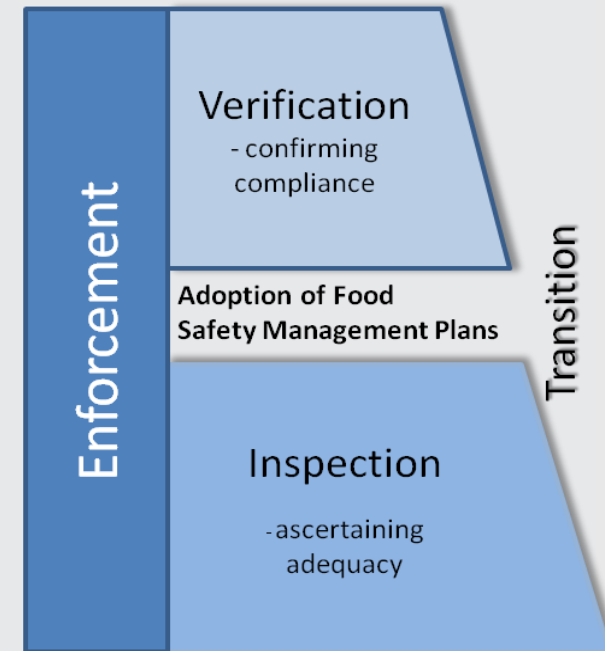 Enforcement
Verification
- confirming
compliance
Adoption of Food
Safety Management Plans
Transition
Inspection
-ascertaining
adequacy